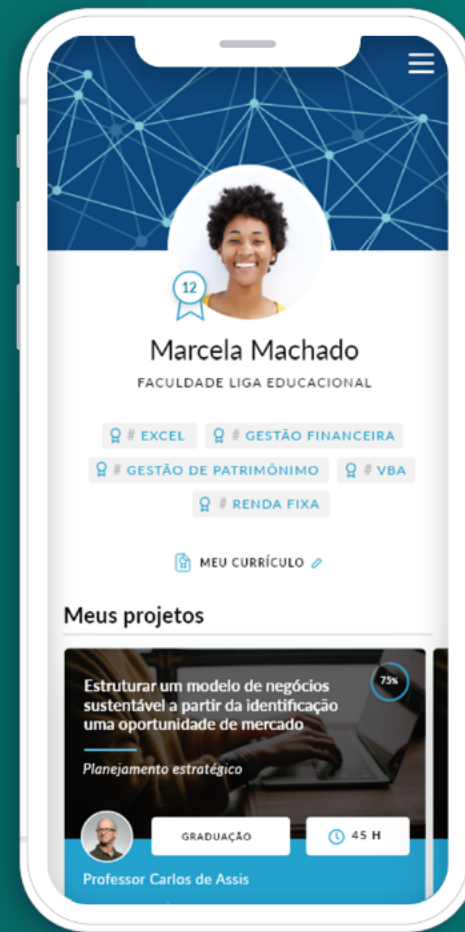 12
Marcela Machado
FACULDADE LIGA EDUCACIONAL
# EXCEL # GESTÃO FINANCEIRA
# GESTÃO DE PATRIMÔNIMO # VBA
# RENDA FIXA
MEU CURRÍCULO
Meus projetos
Estruturar um modelo de negócios 75%
sustentável a partir da identificação
uma oportunidade de mercado
Planejamento estratégico
GRADUAÇÃO 45 H
Professor Carlos de Assis